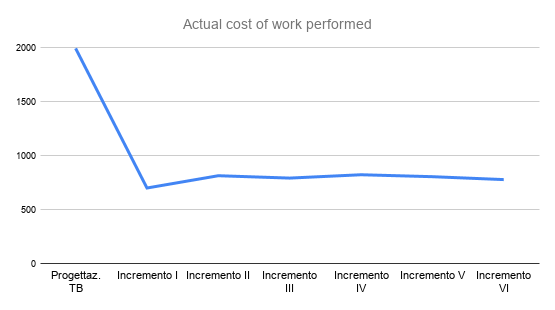 Actual cost of work performed
2000
1500
1000
500
0
Progettaz. TB
Incremento I
Incremento II
Incremento III
Incremento IV
Incremento V
Incremento VI